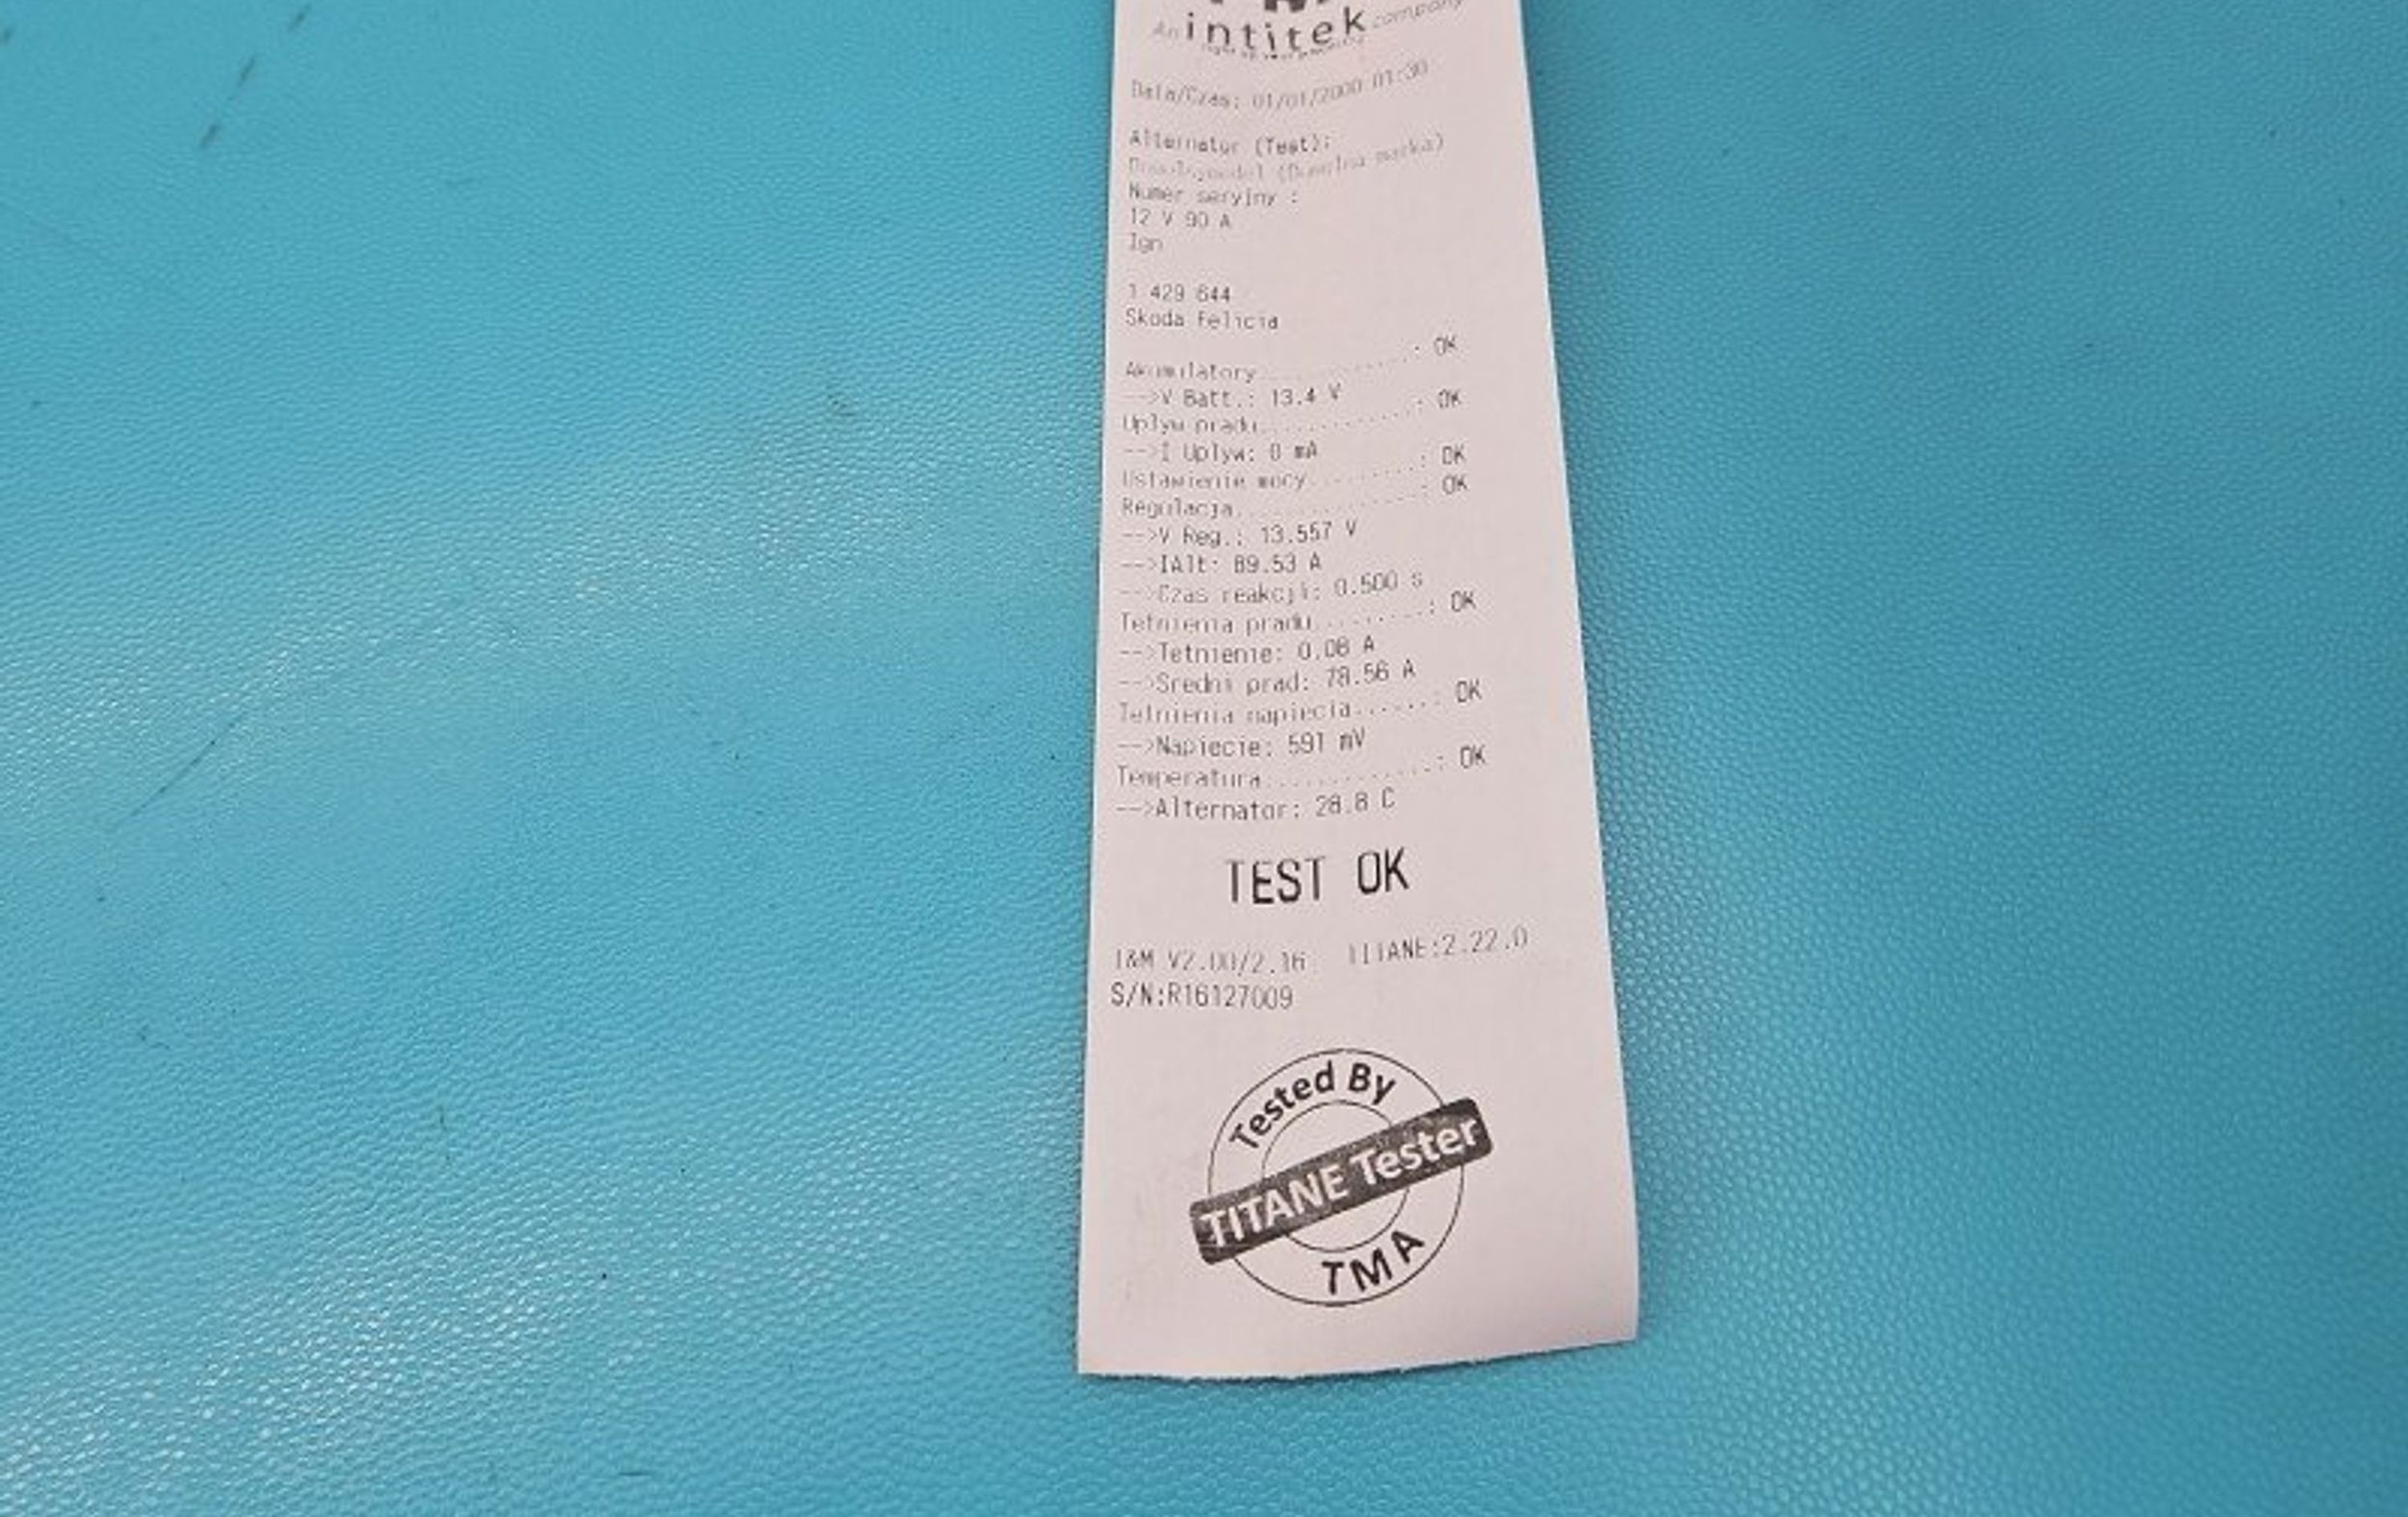 An intitek company
Data/Czas: 01/01/2000 01:30
Alternator (Test):
(Dowolna marka)
Numer seryjny :
12 V 90 A
Ign
1 429 644
Skoda Felicia
Akumulatory..............: OK
-->V Batt.: 13.4 V
Uplyw pradu..............: OK
-->I Uplyw: 0 mA
Ustawienie mocy..........: OK
Regulacja................: OK
-->V Reg.: 13.557 V
-->IAlt: 89.53 A
-->Czas reakcji: 0.500 s
Tetnienia pradu..........: OK
-->Tetnienie: 0.08 A
-->Sredni prad: 78.56 A
Tetnienia napiecia.......: OK
-->Napiecie: 591 mV
Temperatura..............: OK
-->Alternator: 28.8 C
TEST OK
I&M V2.00/2.16 TITANE:2.22.0
S/N:R16127009
Tested By
TITANE Tester
TMA